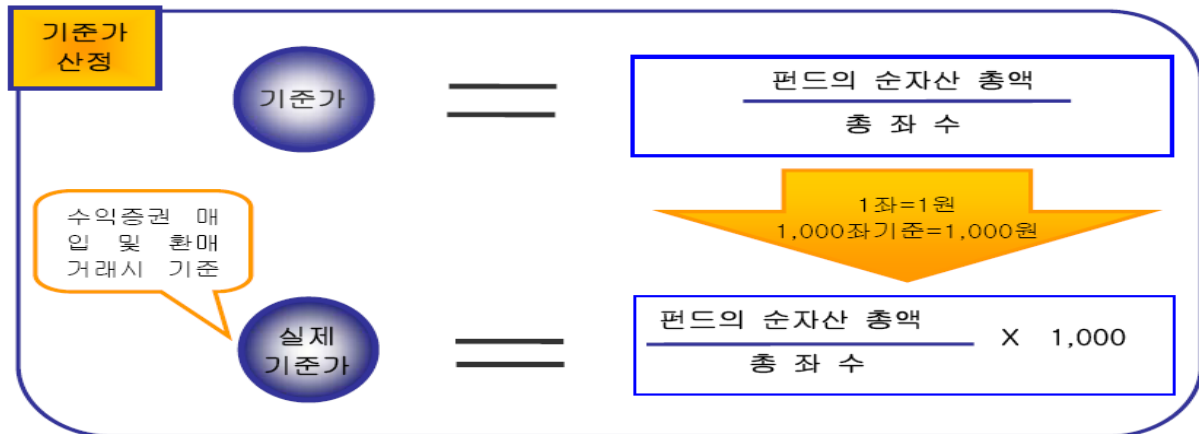 기준가
산정
기준가
펀드의 순자산 총액
총 좌 수
수익증권 매
입 및 환매
거래시 기준
1좌=1원
1,000좌기준=1,000원
실제
기준가
펀드의 순자산 총액
총 좌 수
X 1,000